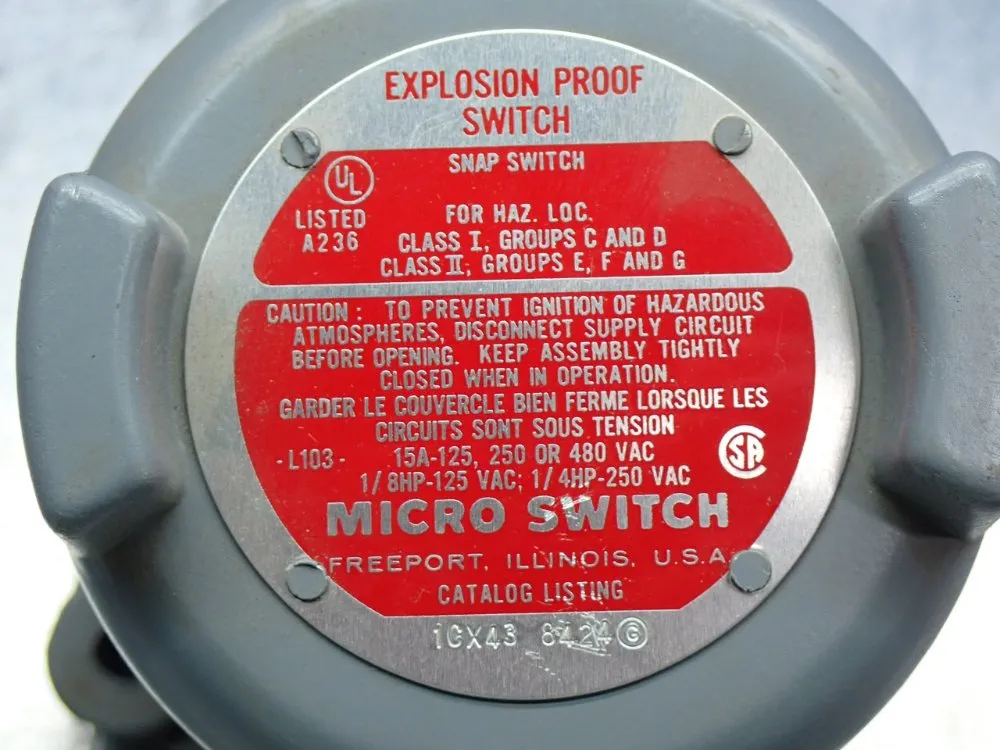 EXPLOSION PROOF
SWITCH
SNAP SWITCH
UL
LISTED
A236
FOR HAZ. LOC.
CLASS I, GROUPS C AND D
CLASS II, GROUPS E, F AND G
CAUTION: TO PREVENT IGNITION OF HAZARDOUS
ATMOSPHERES, DISCONNECT SUPPLY CIRCUIT
BEFORE OPENING. KEEP ASSEMBLY TIGHTLY
CLOSED WHEN IN OPERATION.
GARDER LE COUVERCLE BIEN FERME LORSQUE LES
CIRCUITS SONT SOUS TENSION
-L103- 15A-125, 250 OR 480 VAC
1/8HP-125 VAC; 1/4HP-250 VAC
SA
MICRO SWITCH
FREEPORT, ILLINOIS, U.S.A
CATALOG LISTING
1CX43 8424 G